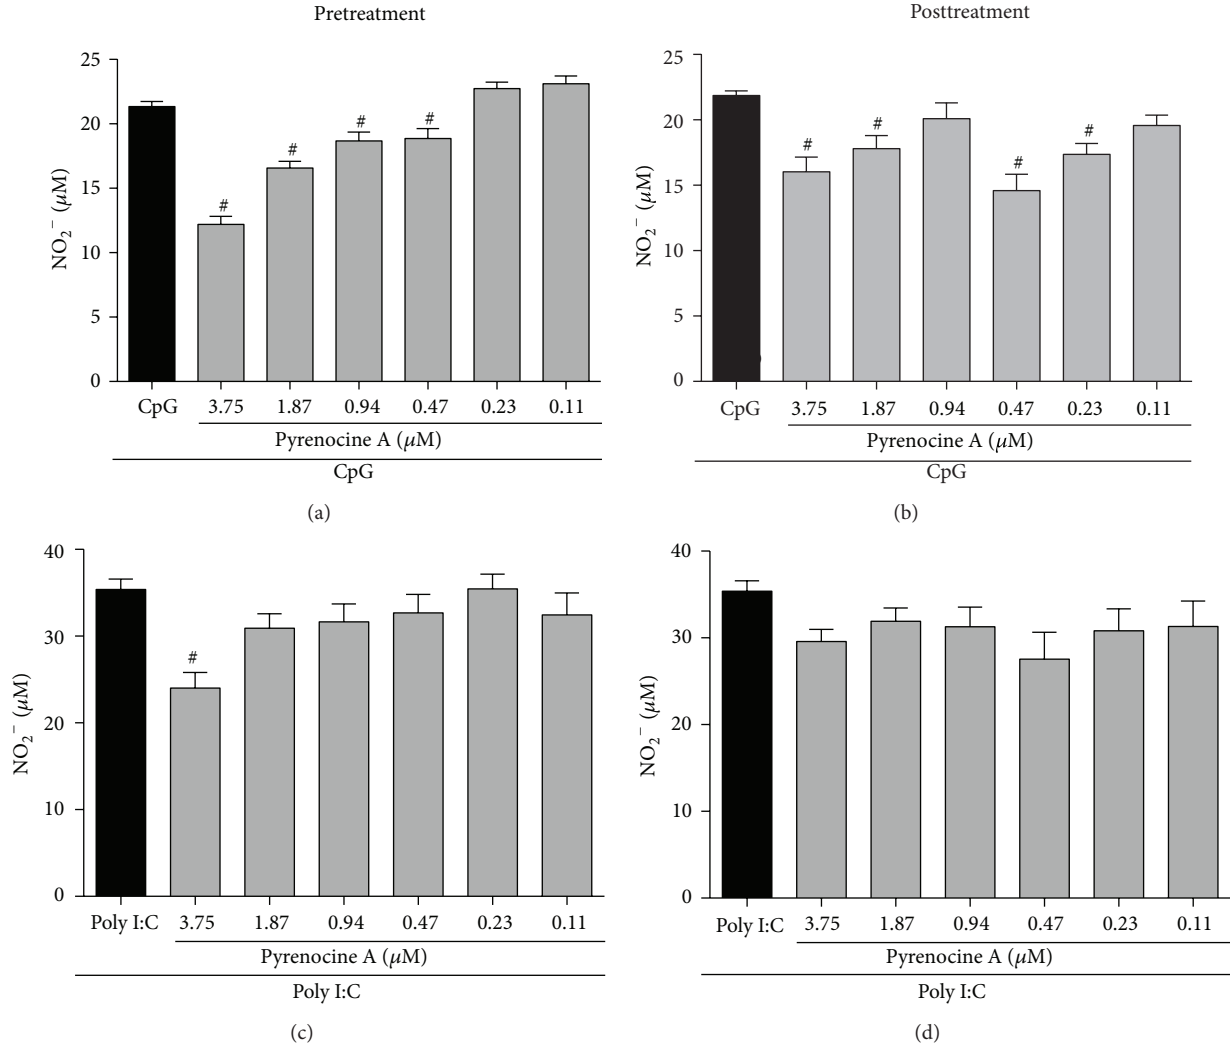 Pretreatment
25
20
15
10
5
0
NO₂⁻ (μM)
#
#
#
#
CpG
3.75
1.87
0.94
0.47
0.23
0.11
Pyrenocine A (μM)
CpG
(a)
Posttreatment
25
20
15
10
5
0
NO₂⁻ (μM)
#
#
#
#
CpG
3.75
1.87
0.94
0.47
0.23
0.11
Pyrenocine A (μM)
CpG
(b)
40
30
20
10
0
NO₂⁻ (μM)
#
Poly I:C
3.75
1.87
0.94
0.47
0.23
0.11
Pyrenocine A (μM)
Poly I:C
(c)
40
30
20
10
0
NO₂⁻ (μM)
Poly I:C
3.75
1.87
0.94
0.47
0.23
0.11
Pyrenocine A (μM)
Poly I:C
(d)